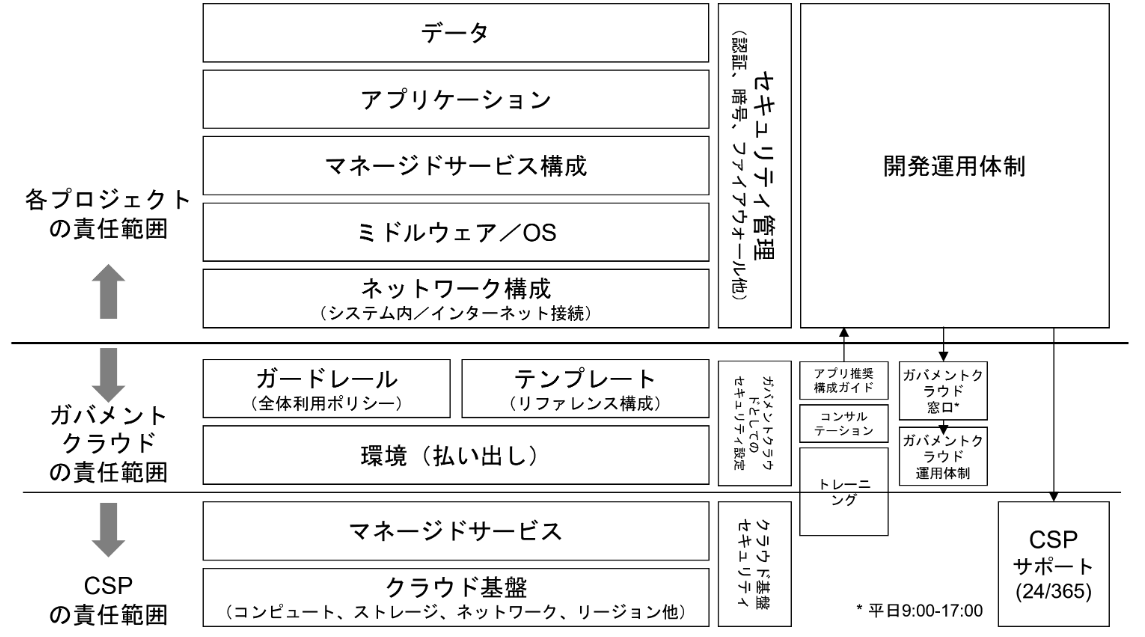 各プロジェクト
の責任範囲
データ
アプリケーション
マネージドサービス構成
ミドルウェア／OS
ネットワーク構成
（システム内／インターネット接続）
セキュリティ管理
（認証、暗号、ファイアウォール他）
開発運用体制
ガバメント
クラウド
の責任範囲
ガードレール
（全体利用ポリシー）
テンプレート
（リファレンス構成）
環境（払い出し）
ガバメントクラウ
ドとしての
セキュリティ設定
アプリ推奨
構成ガイド
コンサル
テーション
トレーニ
ング
ガバメントク
ラウド
窓口*
ガバメントク
ラウド
運用体制
CSP
の責任範囲
マネージドサービス
クラウド基盤
（コンピュート、ストレージ、ネットワーク、リージョン他）
クラウド基盤
セキュリティ
CSP
サポート
(24/365)
* 平日9:00-17:00